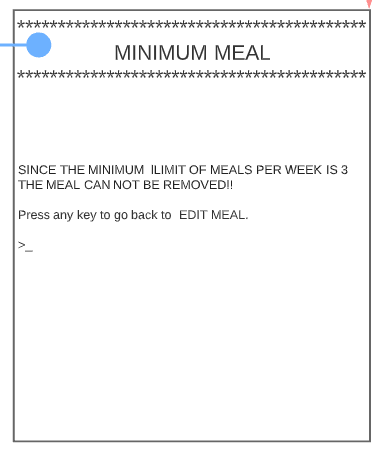 ******************************************
MINIMUM MEAL
******************************************
SINCE THE MINIMUM ILIMIT OF MEALS PER WEEK IS 3
THE MEAL CAN NOT BE REMOVED!!
Press any key to go back to EDIT MEAL.
>_